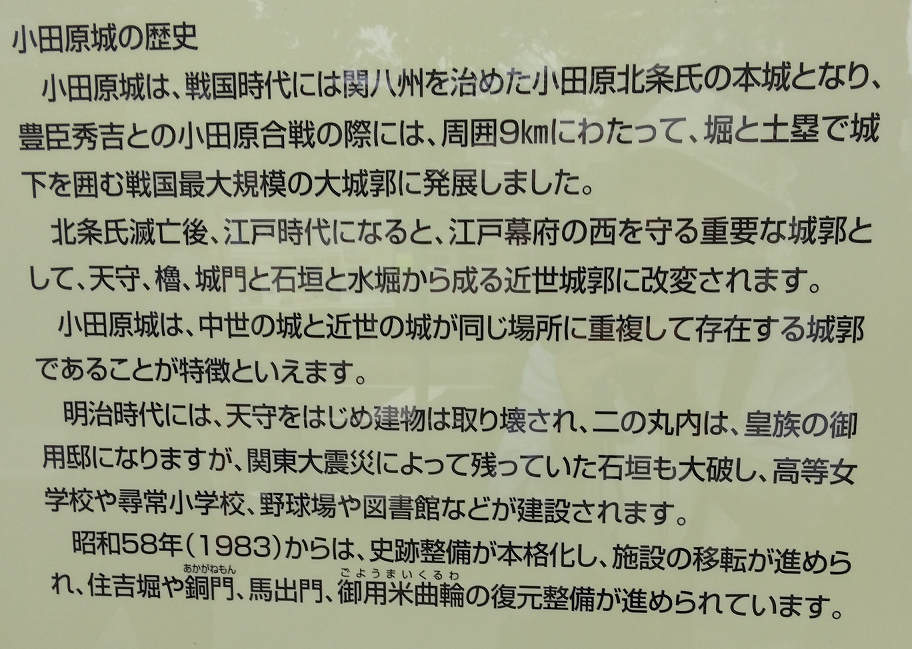 小田原城の歴史
小田原城は、戦国時代には関八州を治めた小田原北条氏の本城となり、
豊臣秀吉との小田原合戦の際には、周囲9㎞にわたって、堀と土塁で城
下を囲む戦国最大規模の大城郭に発展しました。
北条氏滅亡後、江戸時代になると、江戸幕府の西を守る重要な城郭と
して、天守、櫓、城門と石垣と水堀から成る近世城郭に改変されます。
小田原城は、中世の城と近世の城が同じ場所に重複して存在する城郭
であることが特徴といえます。
明治時代には、天守をはじめ建物は取り壊され、二の丸内は、皇族の御
用邸になりますが、関東大震災によって残っていた石垣も大破し、高等女
学校や尋常小学校、野球場や図書館などが建設されます。
昭和58年(1983)からは、史跡整備が本格化し、施設の移転が進めら
あかがねもん ごようまいくるわ
れ、住吉堀や銅門、馬出門、御用米曲輪の復元整備が進められています。